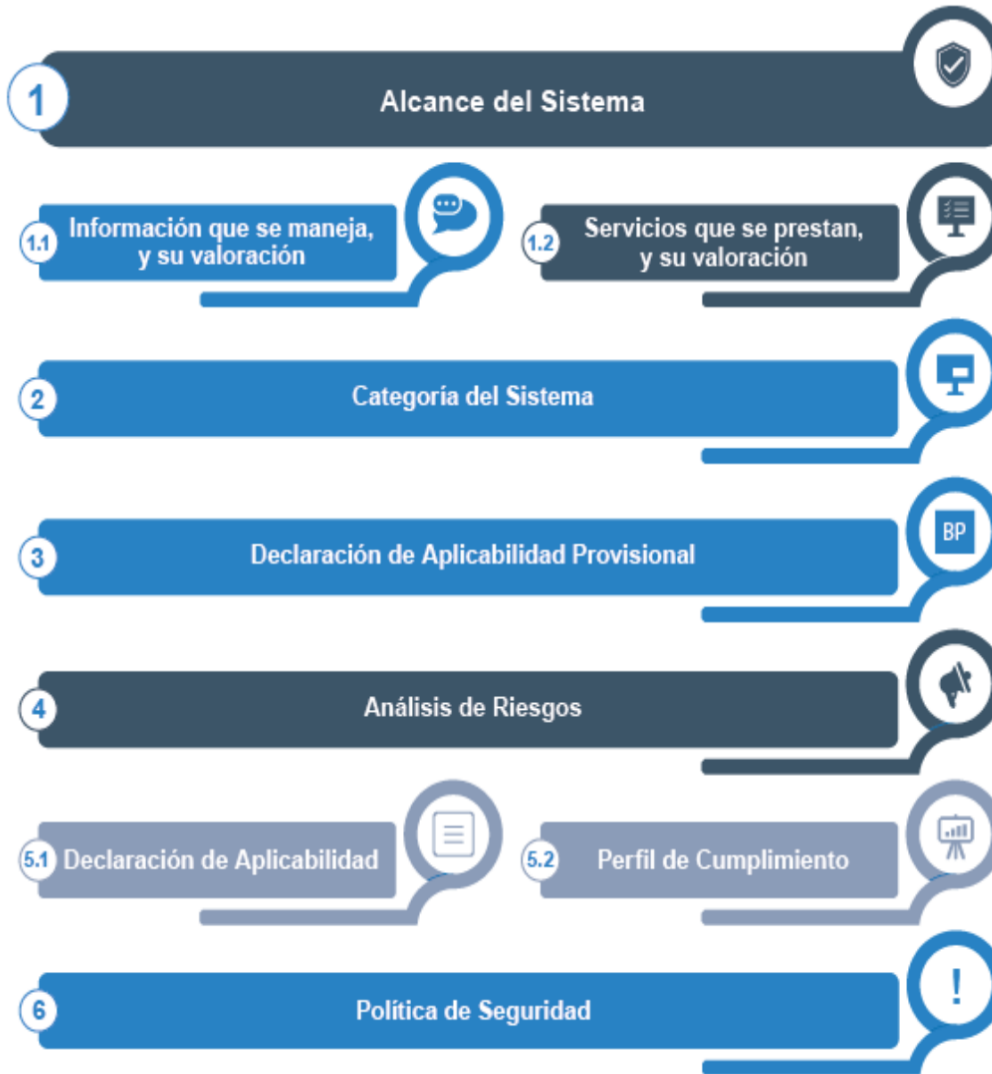 1
Alcance del Sistema
1.1
Información que se maneja,
y su valoración
1.2
Servicios que se prestan,
y su valoración
2
Categoría del Sistema
3
Declaración de Aplicabilidad Provisional
BP
4
Análisis de Riesgos
5.1
Declaración de Aplicabilidad
5.2
Perfil de Cumplimiento
6
Política de Seguridad
!